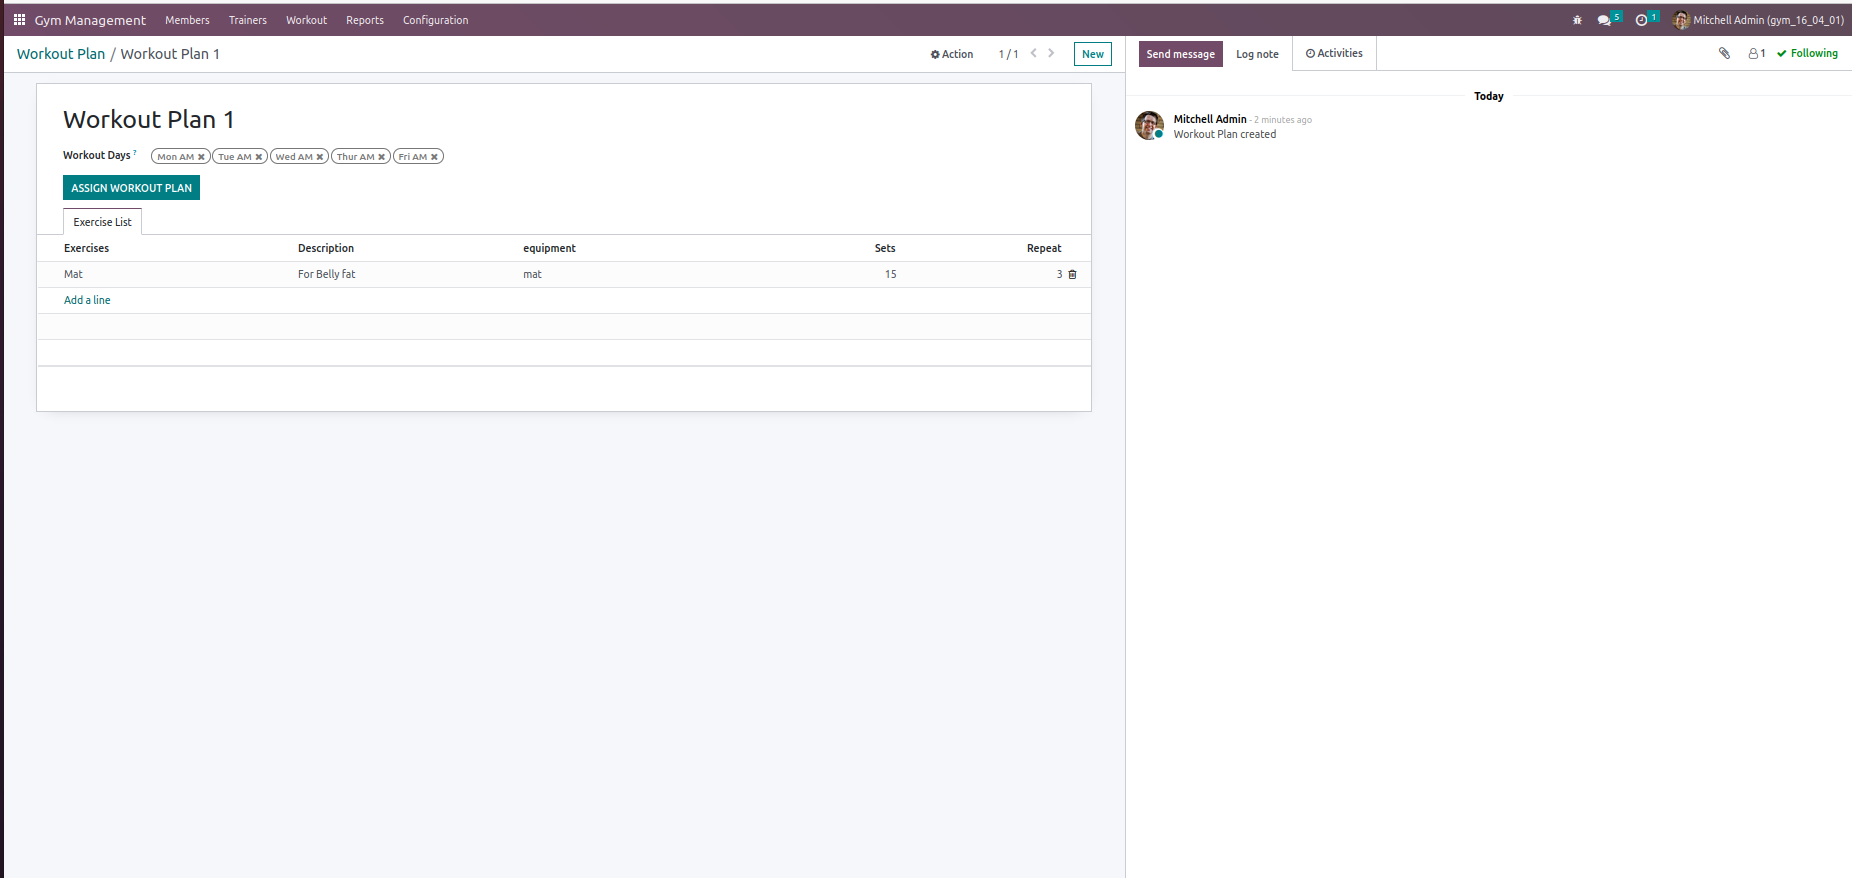 Gym Management Members Trainers Workout Reports Configuration 5 1 Mitchell Admin (gym_16_04_01)
Workout Plan / Workout Plan 1 Action 1 / 1 New
Send message Log note Activities 1 Following
Workout Plan 1
Workout Days ? Mon AM Tue AM Wed AM Thur AM Fri AM
ASSIGN WORKOUT PLAN
Exercise List
Exercises Description equipment Sets Repeat
Mat For Belly fat mat 15 3
Add a line
Today
Mitchell Admin - 2 minutes ago
Workout Plan created